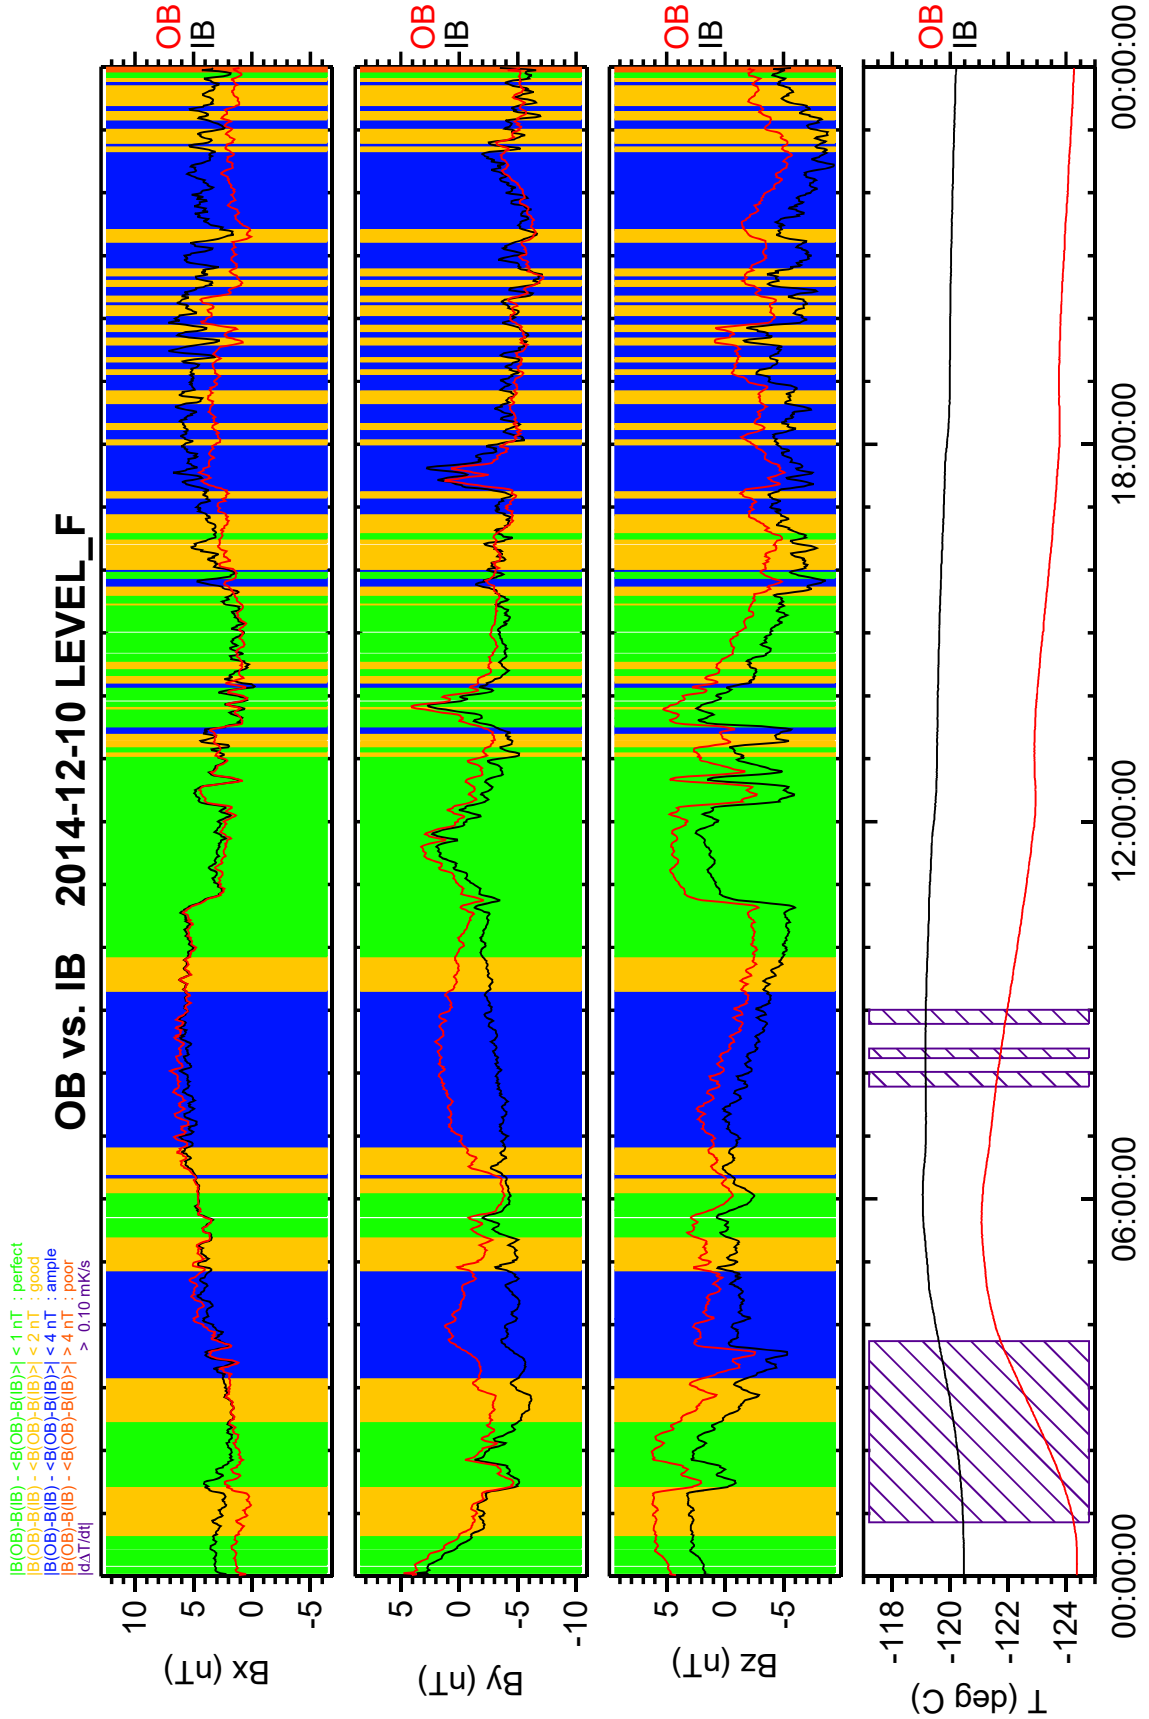 OB vs. IB 2014-12-10 LEVEL_F
|B(OB)-B(IB) - <B(OB)-B(IB)>| < 1 nT : perfect
|B(OB)-B(IB) - <B(OB)-B(IB)>| < 2 nT : good
|B(OB)-B(IB) - <B(OB)-B(IB)>| < 4 nT : ample
|B(OB)-B(IB) - <B(OB)-B(IB)>| > 4 nT : poor
|dΔT/dt| > 0.10 mK/s
Bx (nT)
10
5
0
-5
OB
IB
By (nT)
5
0
-5
-10
OB
IB
Bz (nT)
5
0
-5
OB
IB
T (deg C)
-118
-120
-122
-124
OB
IB
00:00:00
06:00:00
12:00:00
18:00:00
00:00:00